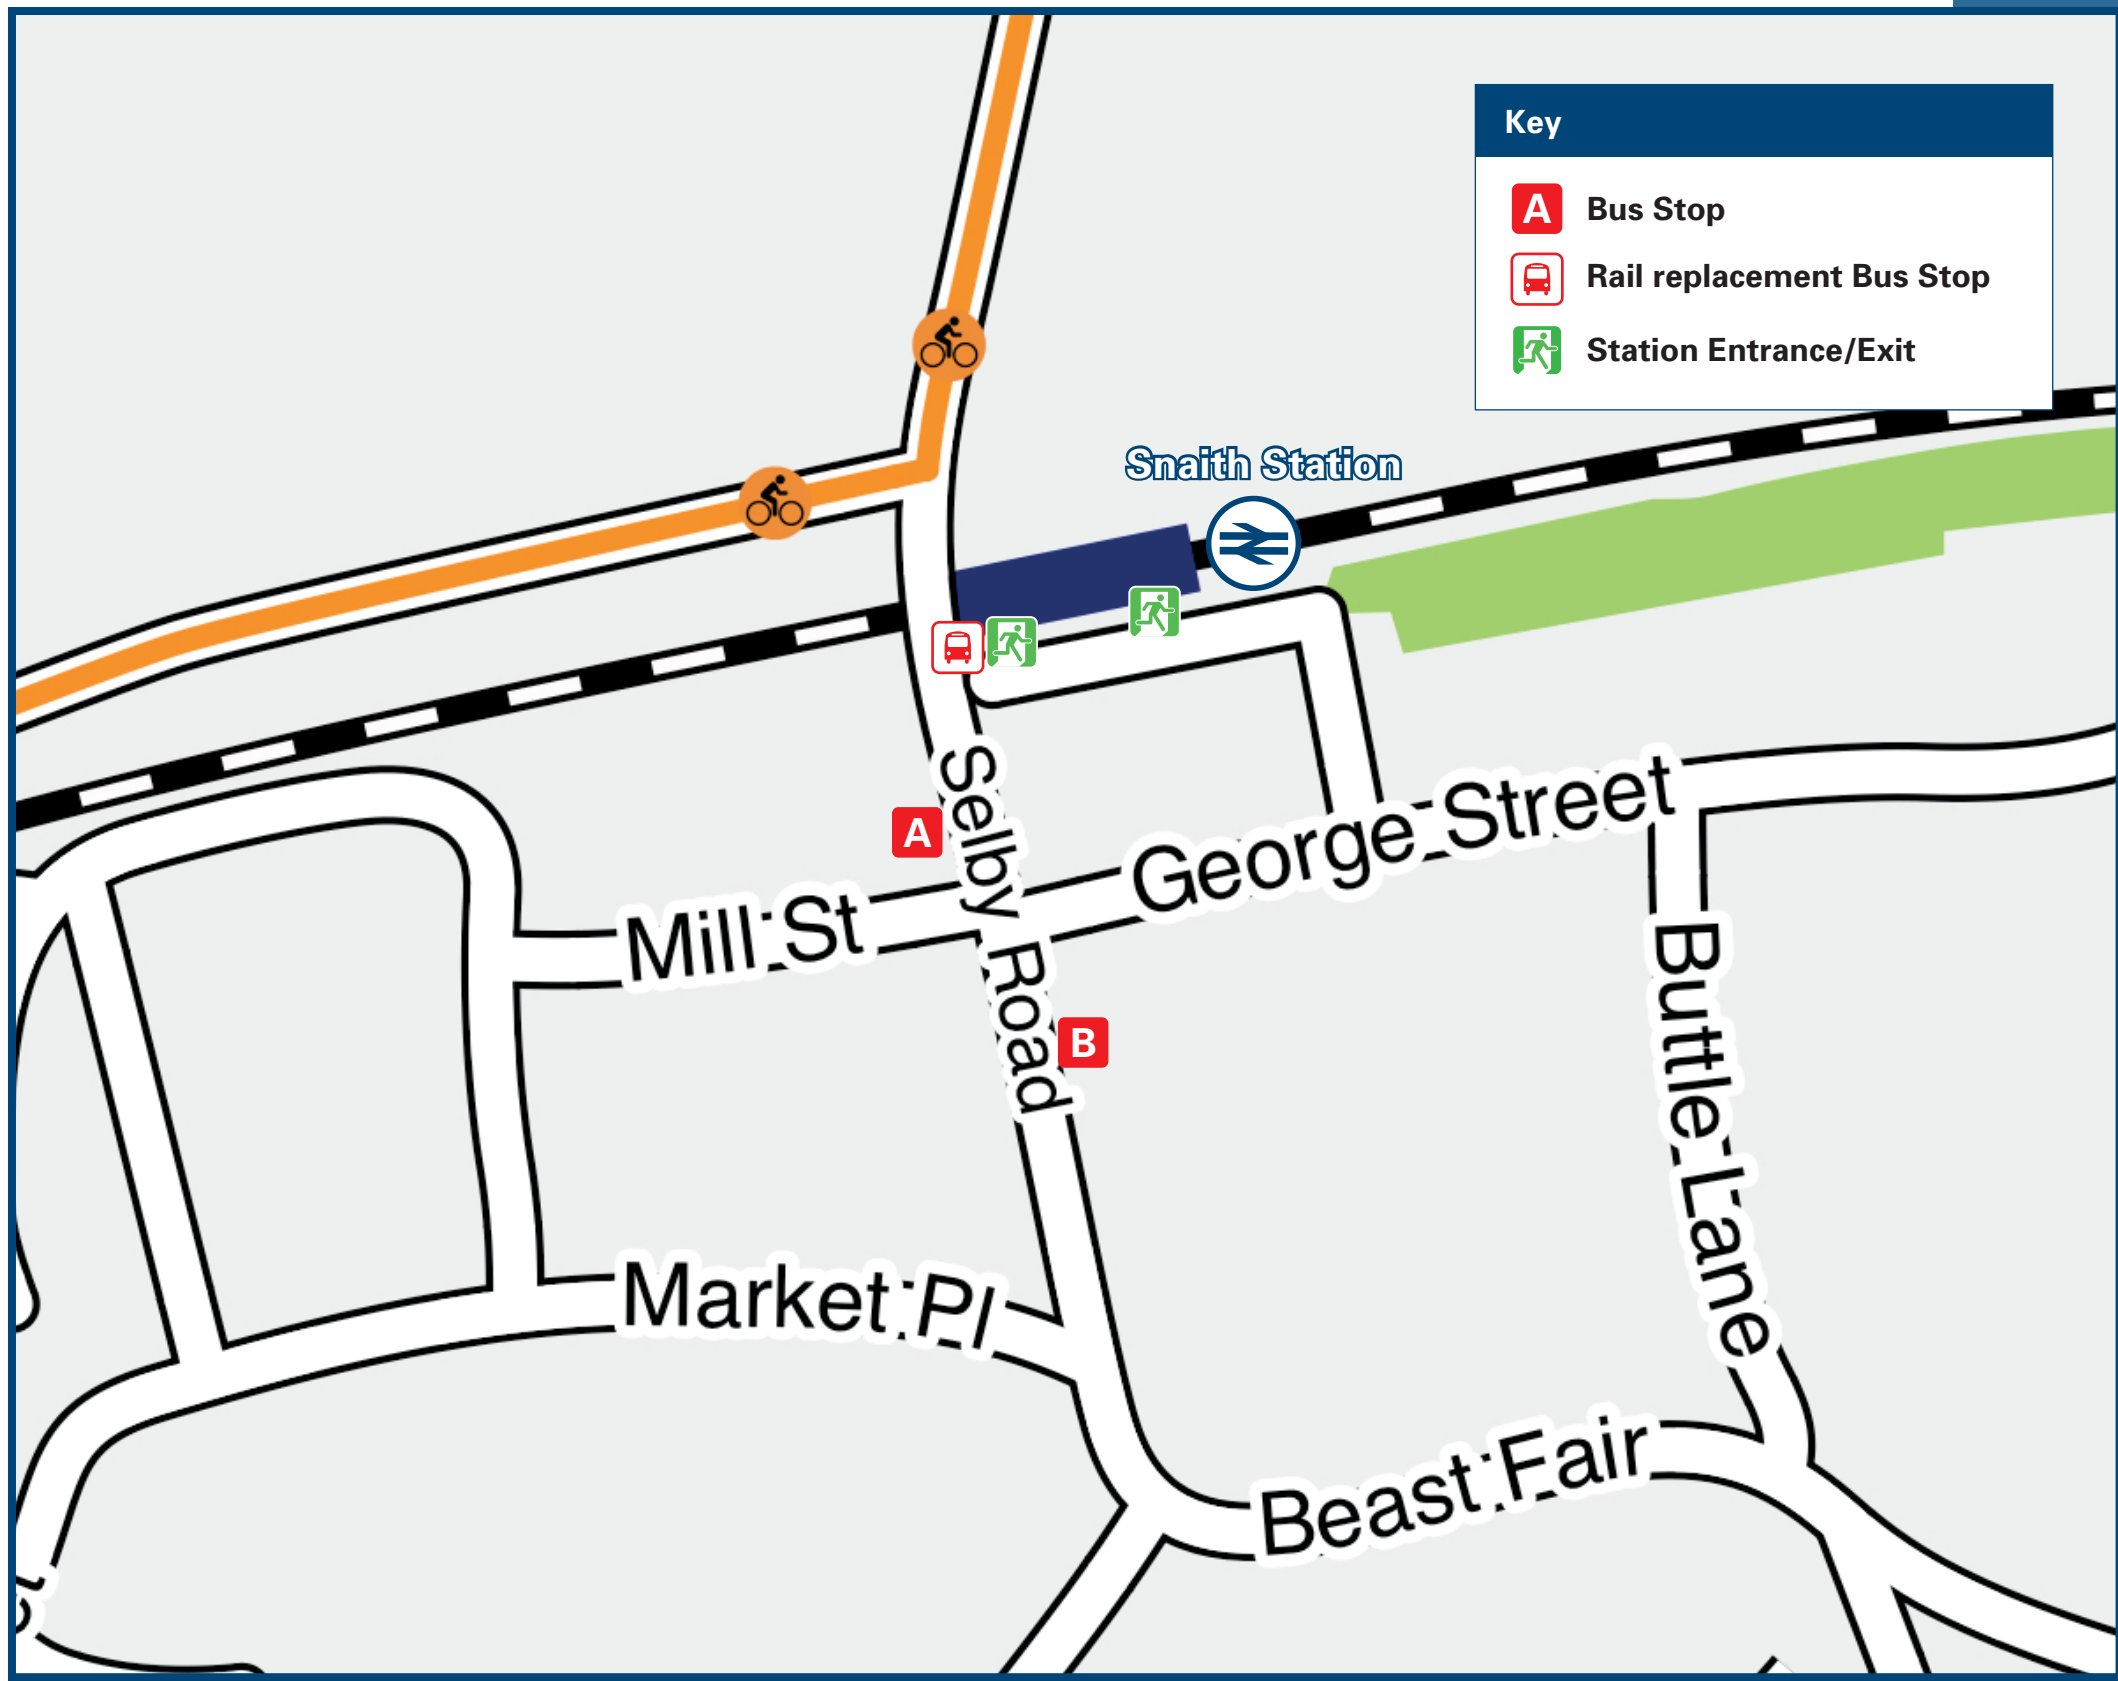 Key
A Bus Stop
Rail replacement Bus Stop
Station Entrance/Exit
Snaith Station
Selby Road
A
George Street
Mill St
B
Buttle Lane
Market Pl
Beast Fair